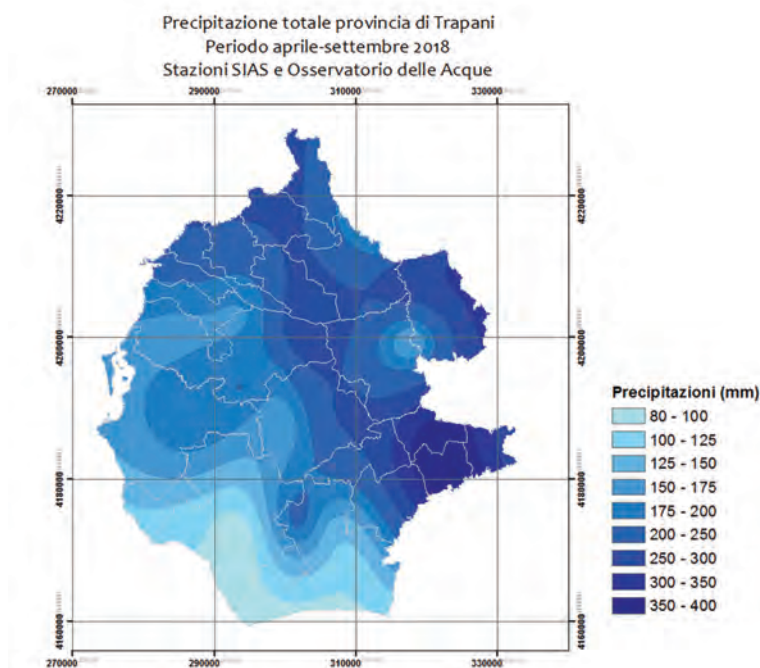 Precipitazione totale provincia di Trapani
Periodo aprile-settembre 2018
Stazioni SIAS e Osservatorio delle Acque
270000 290000 310000 330000
4220000 4220000
4200000 4200000
4180000 4180000
4160000 4160000
270000 290000 310000 330000
Precipitazioni (mm)
80 - 100
100 - 125
125 - 150
150 - 175
175 - 200
200 - 250
250 - 300
300 - 350
350 - 400